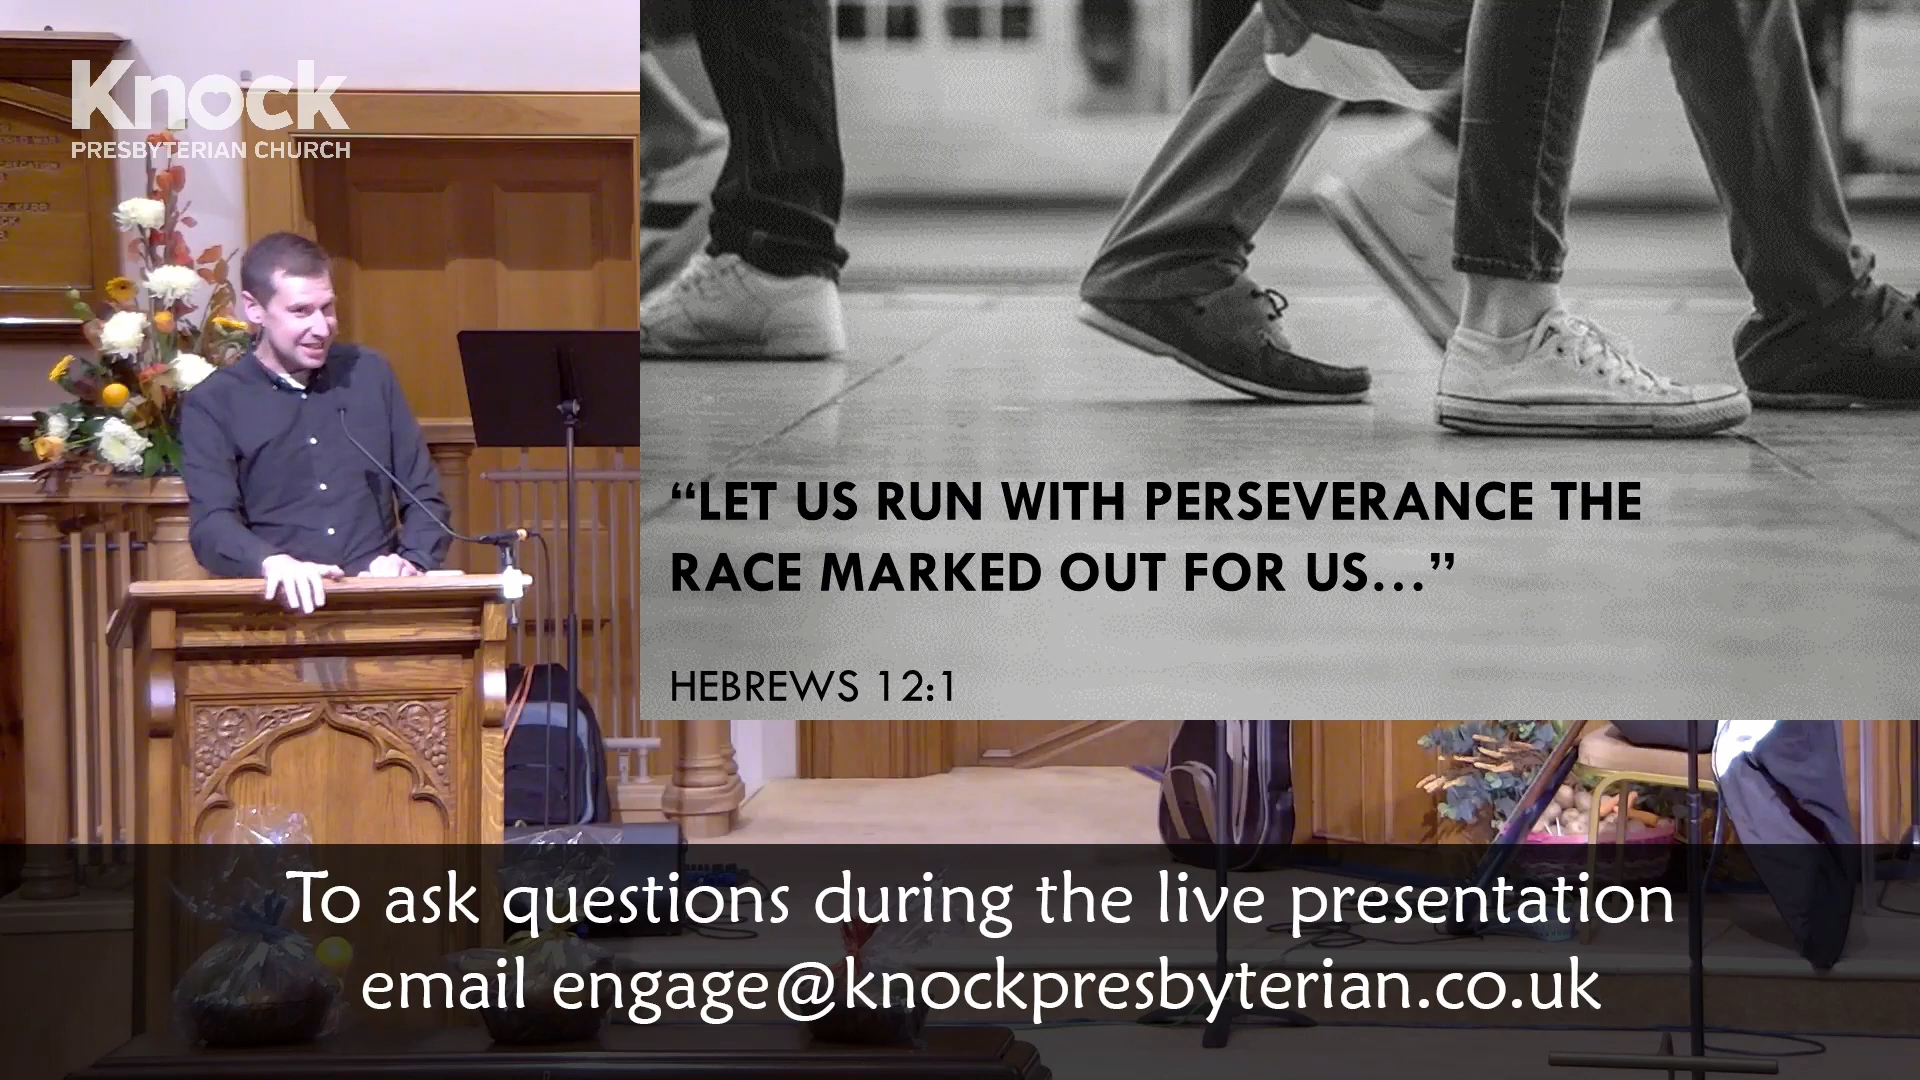 Knock
PRESBYTERIAN CHURCH
“LET US RUN WITH PERSEVERANCE THE
RACE MARKED OUT FOR US…”
HEBREWS 12:1
To ask questions during the live presentation
email engage@knockpresbyterian.co.uk